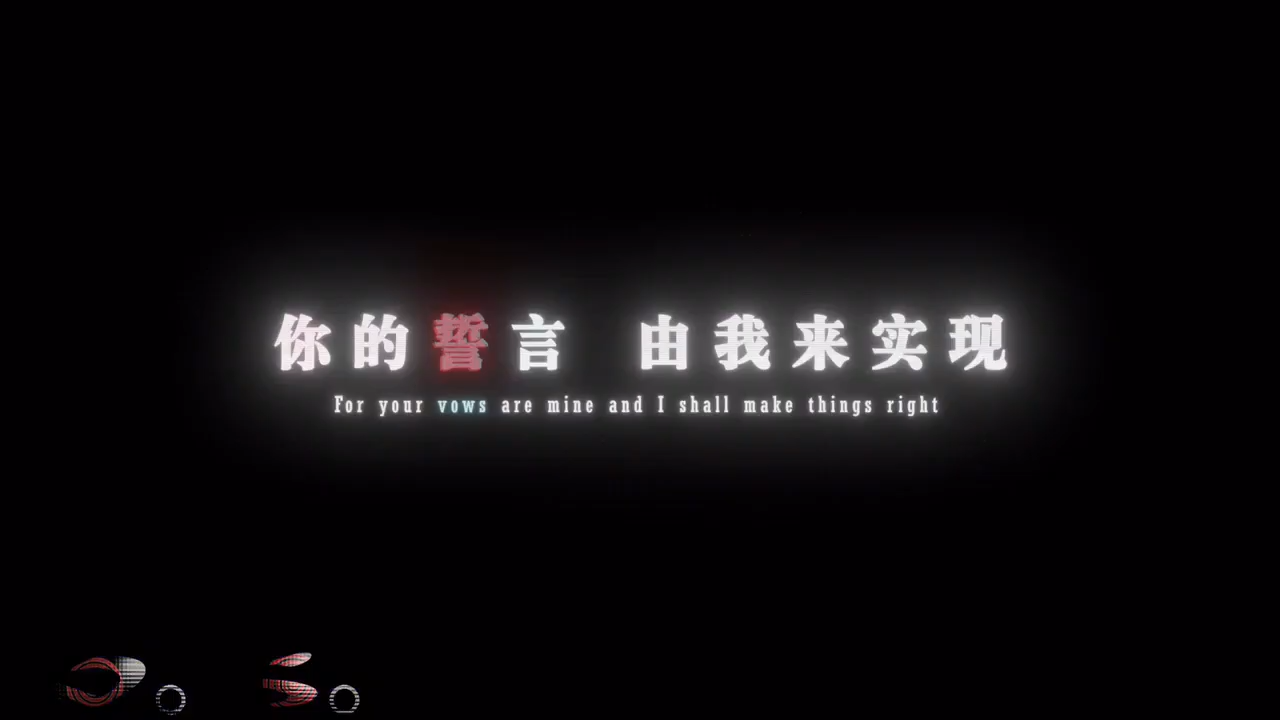 你的誓言 由我来实现
For your vows are mine and I shall make things right